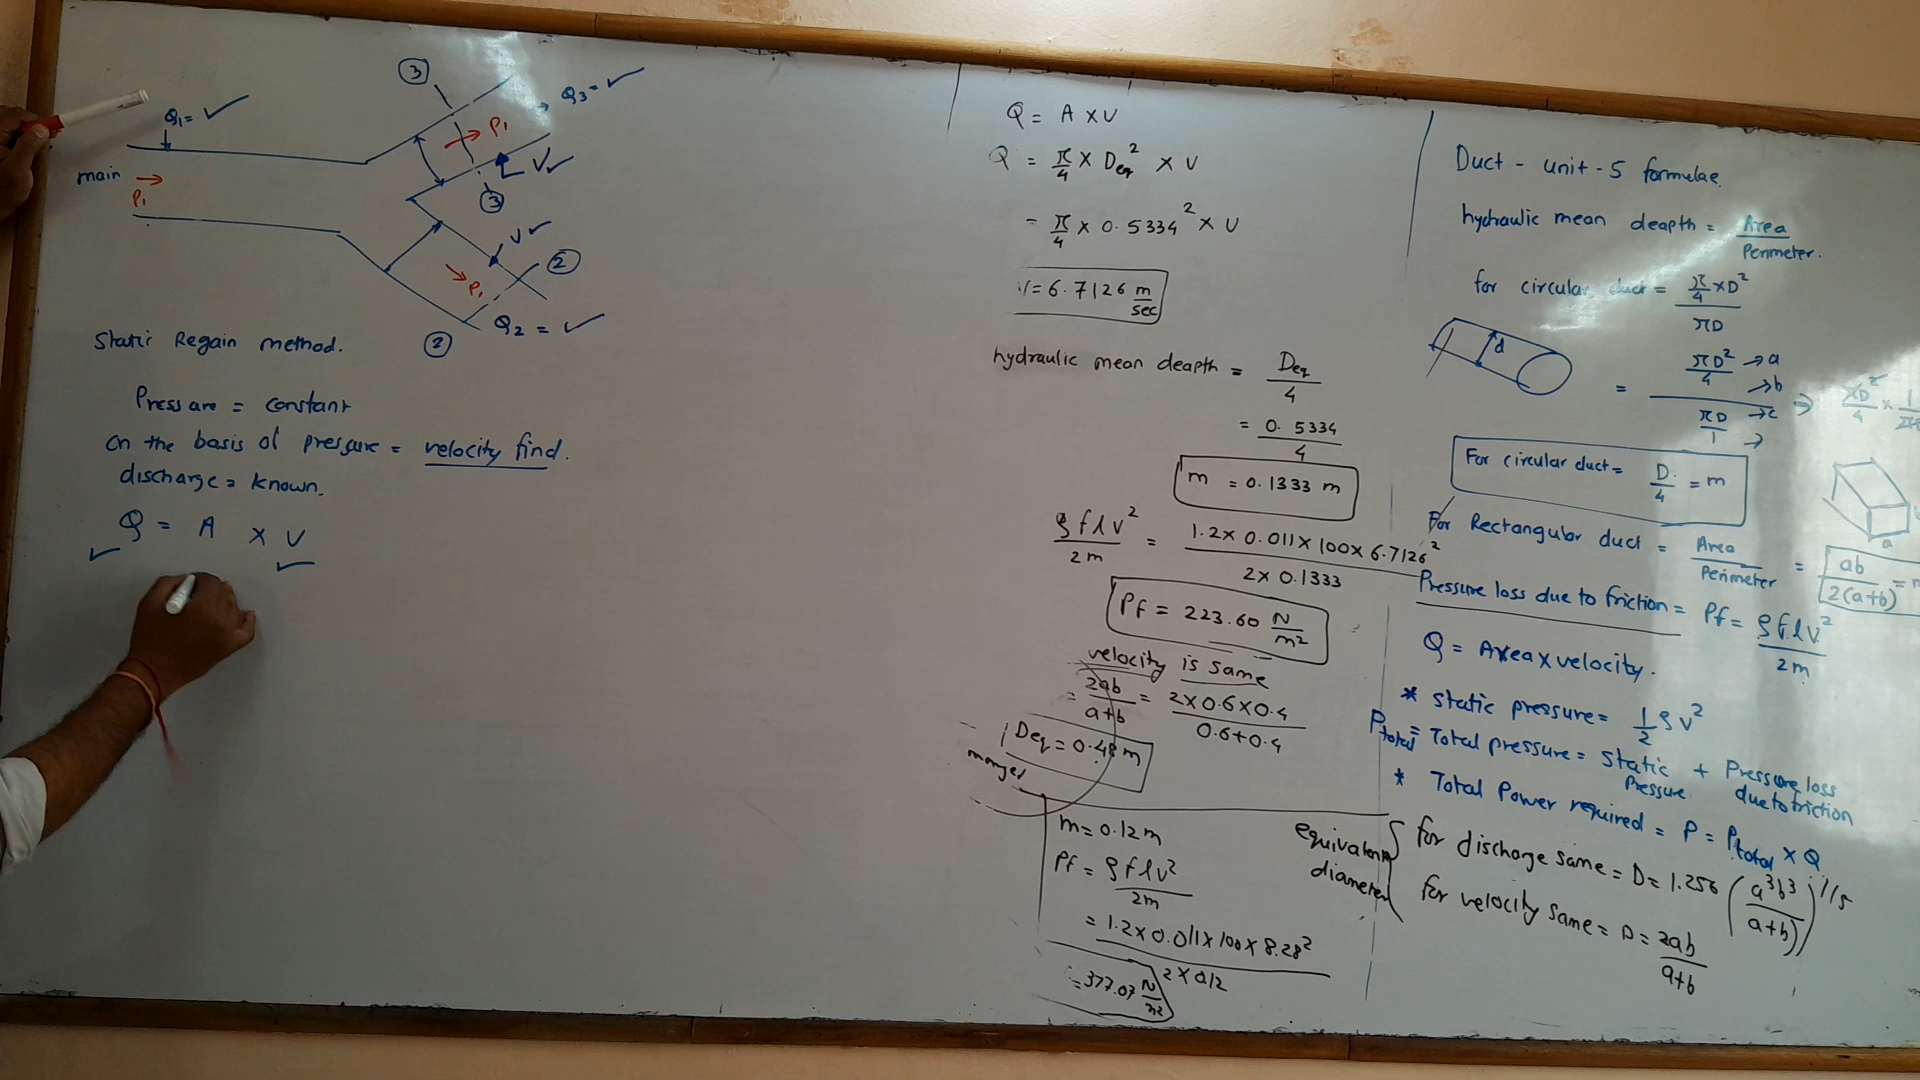 Q1 = ✓
main
P1 →
3
→ P1
→ Q3 = ✓
V ✓
3
V ✓
2
→ P1
Q2 = ✓
2
Static Regain method.
Pressure = constant
on the basis of pressure = velocity find.
discharge = known.
Q = A × V
Q = A × V
Q = π/4 × Deq² × V
= π/4 × 0.5334² × V
V = 6.7126 m/sec
hydraulic mean deapth = Deq/4
= 0.5334/4
m = 0.1333 m
ρflv²/2m = 1.2 × 0.011 × 100 × 6.7126² / 2 × 0.1333
Pf = 223.60 N/m²
velocity is same
= 2ab/a+b = 2×0.6×0.4 / 0.6+0.4
Deq = 0.48 m
m = 0.12 m
Pf = ρflv²/2m
= 1.2 × 0.011 × 100 × 8.28² / 2 × 0.12
= 377.07 N/m²
Duct - unit - 5 formulae.
hydraulic mean deapth = Area/Perimeter.
for circular duct = π/4 × D² / πD
d
= πD²/4 / πD/1
→ a
→ b
→ c
→
For circular duct = D/4 = m
a
For Rectangular duct = Area/Perimeter = ab/2(a+b) =
Pressure loss due to friction = Pf = ρflv²/2m
Q = Area × velocity.
* static pressure = 1/2 ρv²
Ptotal = Total pressure = Static Pressure + Pressure loss due to friction
* Total Power required = P = Ptotal × Q
equivalent diameter
for discharge same = D = 1.256 (a³b³/a+b)^1/5
for velocity same = D = 2ab/a+b